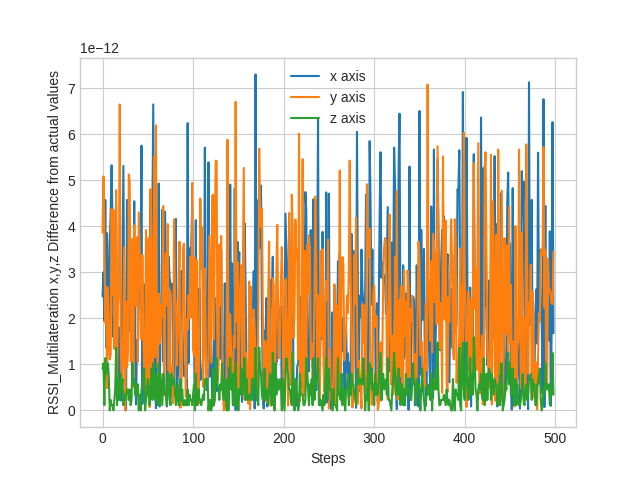 1e−12
RSSI_Multilateration x,y,z Difference from actual values
7
6
5
4
3
2
1
0
x axis
y axis
z axis
0 100 200 300 400 500
Steps